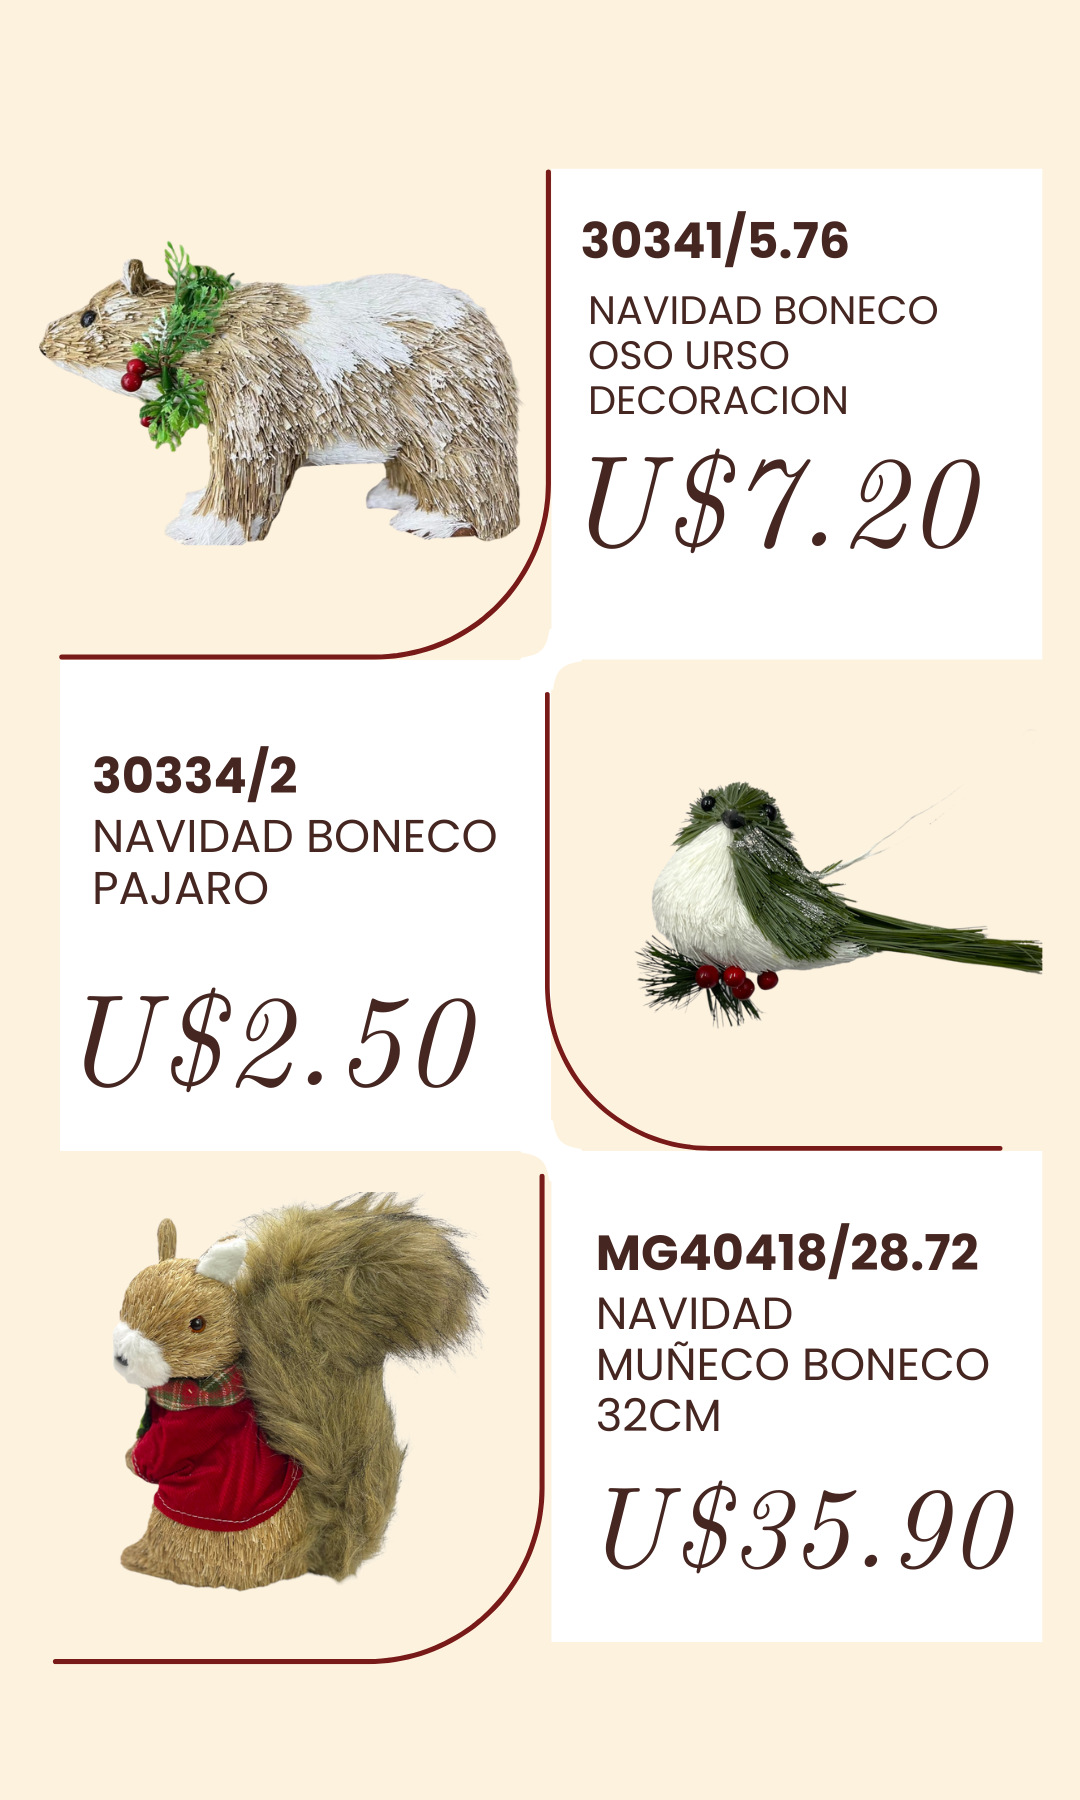 30341/5.76
NAVIDAD BONECO
OSO URSO
DECORACION
U$7.20
30334/2
NAVIDAD BONECO
PAJARO
U$2.50
MG40418/28.72
NAVIDAD
MUÑECO BONECO
32CM
U$35.90